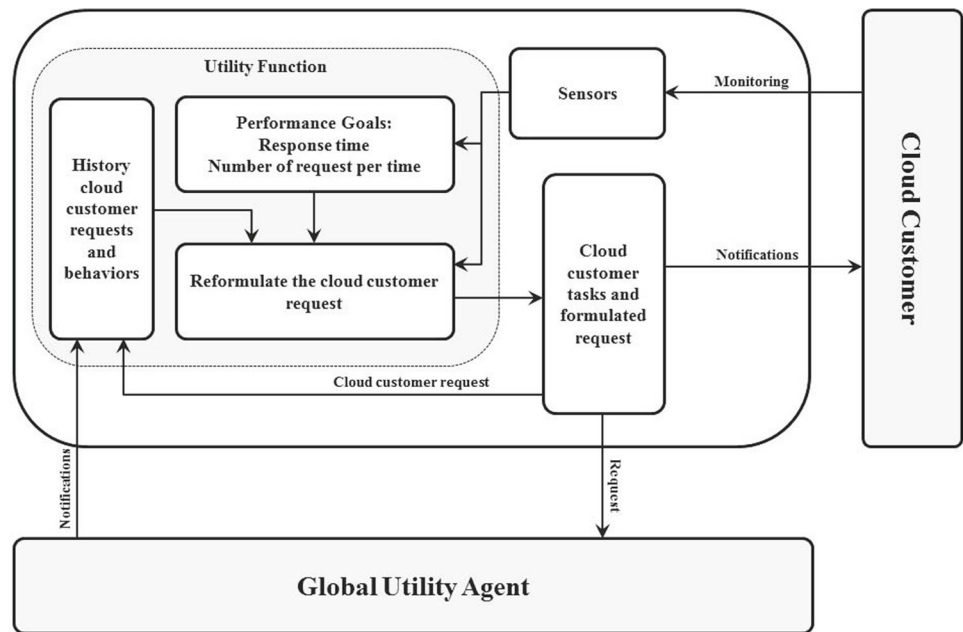 Utility Function
Sensors
Monitoring
Cloud Customer
Performance Goals:
Response time
Number of request per time
History
cloud
customer
requests
and
behaviors
Reformulate the cloud customer
request
Cloud
customer
tasks and
formulated
request
Notifications
Cloud customer request
Notifications
Request
Global Utility Agent